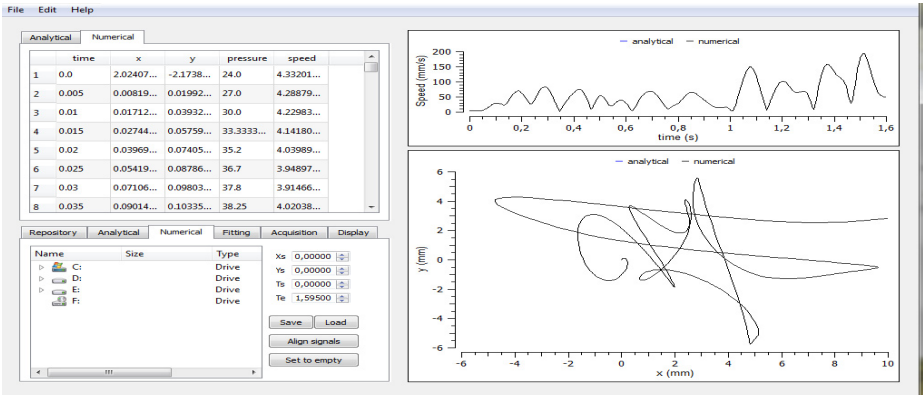 File Edit Help
Analytical Numerical
time x y pressure speed
1 0.0 2.02407... -2.1738... 24.0 4.33201...
2 0.005 0.00819... 0.01992... 27.0 4.28879...
3 0.01 0.01712... 0.03932... 30.0 4.22983...
4 0.015 0.02744... 0.05759... 33.3333... 4.14180...
5 0.02 0.03969... 0.07405... 35.2 4.03989...
6 0.025 0.05419... 0.08786... 36.7 3.94897...
7 0.03 0.07106... 0.09803... 37.8 3.91466...
8 0.035 0.09014... 0.10335... 38.25 4.02038...
Repository Analytical Numerical Fitting Acquisition Display
Name Size Type
C: Drive
D: Drive
E: Drive
F: Drive
Xs 0,00000
Ys 0,00000
Ts 0,00000
Te 1,59500
Save Load
Align signals
Set to empty
analytical numerical
Speed (mm/s)
200
150
100
50
0
0 0,2 0,4 0,6 0,8 1 1,2 1,4 1,6
time (s)
analytical numerical
y (mm)
6
4
2
0
-2
-4
-6
-6 -4 -2 0 2 4 6 8 10
x (mm)